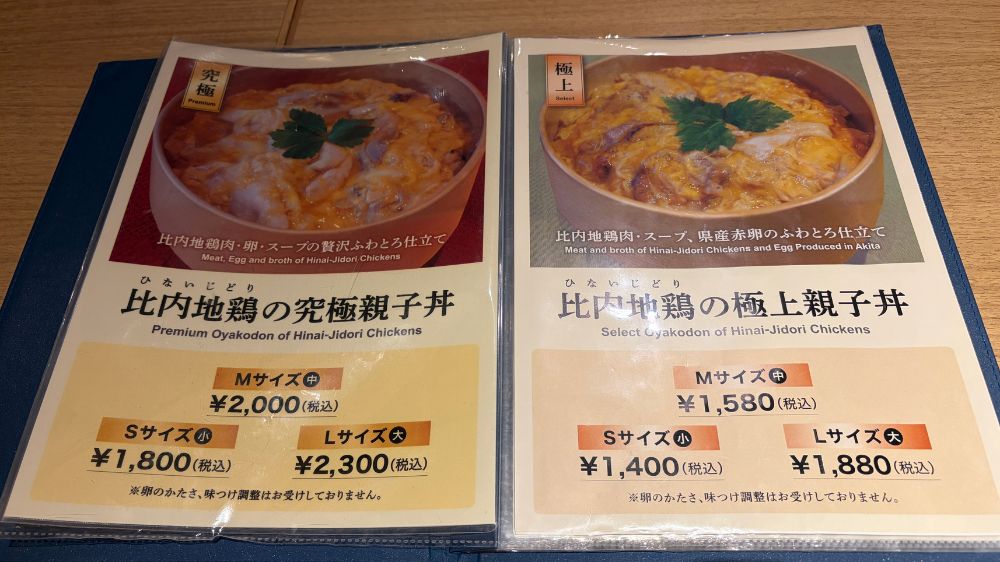 究極
Premium
比内地鶏肉・卵・スープの贅沢ふわとろ仕立て
Meat, Egg and broth of Hinai-Jidori Chickens
ひないじどり
比内地鶏の究極親子丼
Premium Oyakodon of Hinai-Jidori Chickens
Mサイズ中
¥2,000(税込)
Sサイズ小
¥1,800(税込)
Lサイズ大
¥2,300(税込)
※卵のかたさ、味つけ調整はお受けしておりません。
極上
Select
比内地鶏肉・スープ、県産赤卵のふわとろ仕立て
Meat and broth of Hinai-Jidori Chickens and Egg Produced in Akita
ひないじどり
比内地鶏の極上親子丼
Select Oyakodon of Hinai-Jidori Chickens
Mサイズ中
¥1,580(税込)
Sサイズ小
¥1,400(税込)
Lサイズ大
¥1,880(税込)
※卵のかたさ、味つけ調整はお受けしておりません。